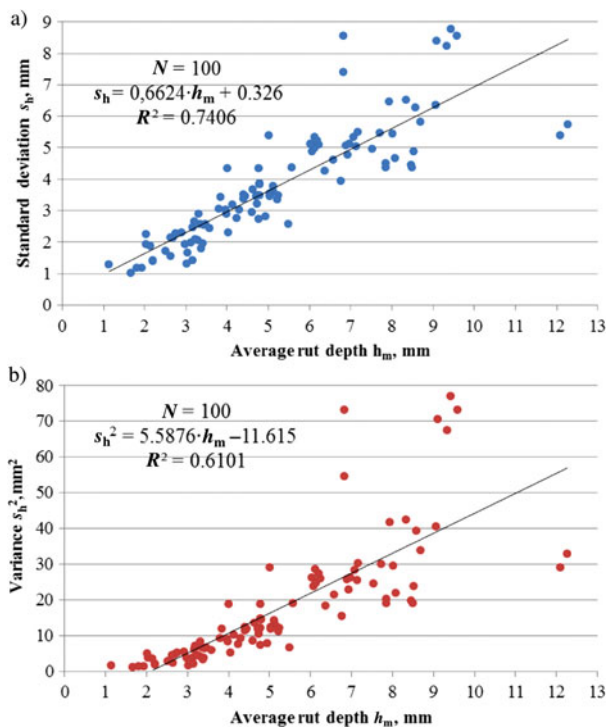 a)
Standard deviation sh, mm
9
8
7
6
5
4
3
2
1
0
N = 100
sh= 0,6624·hm + 0.326
R² = 0.7406
0 1 2 3 4 5 6 7 8 9 10 11 12 13
Average rut depth hm, mm
b)
Variance sh²,mm²
80
70
60
50
40
30
20
10
0
N = 100
sh² = 5.5876·hm –11.615
R² = 0.6101
0 1 2 3 4 5 6 7 8 9 10 11 12 13
Average rut depth hm, mm